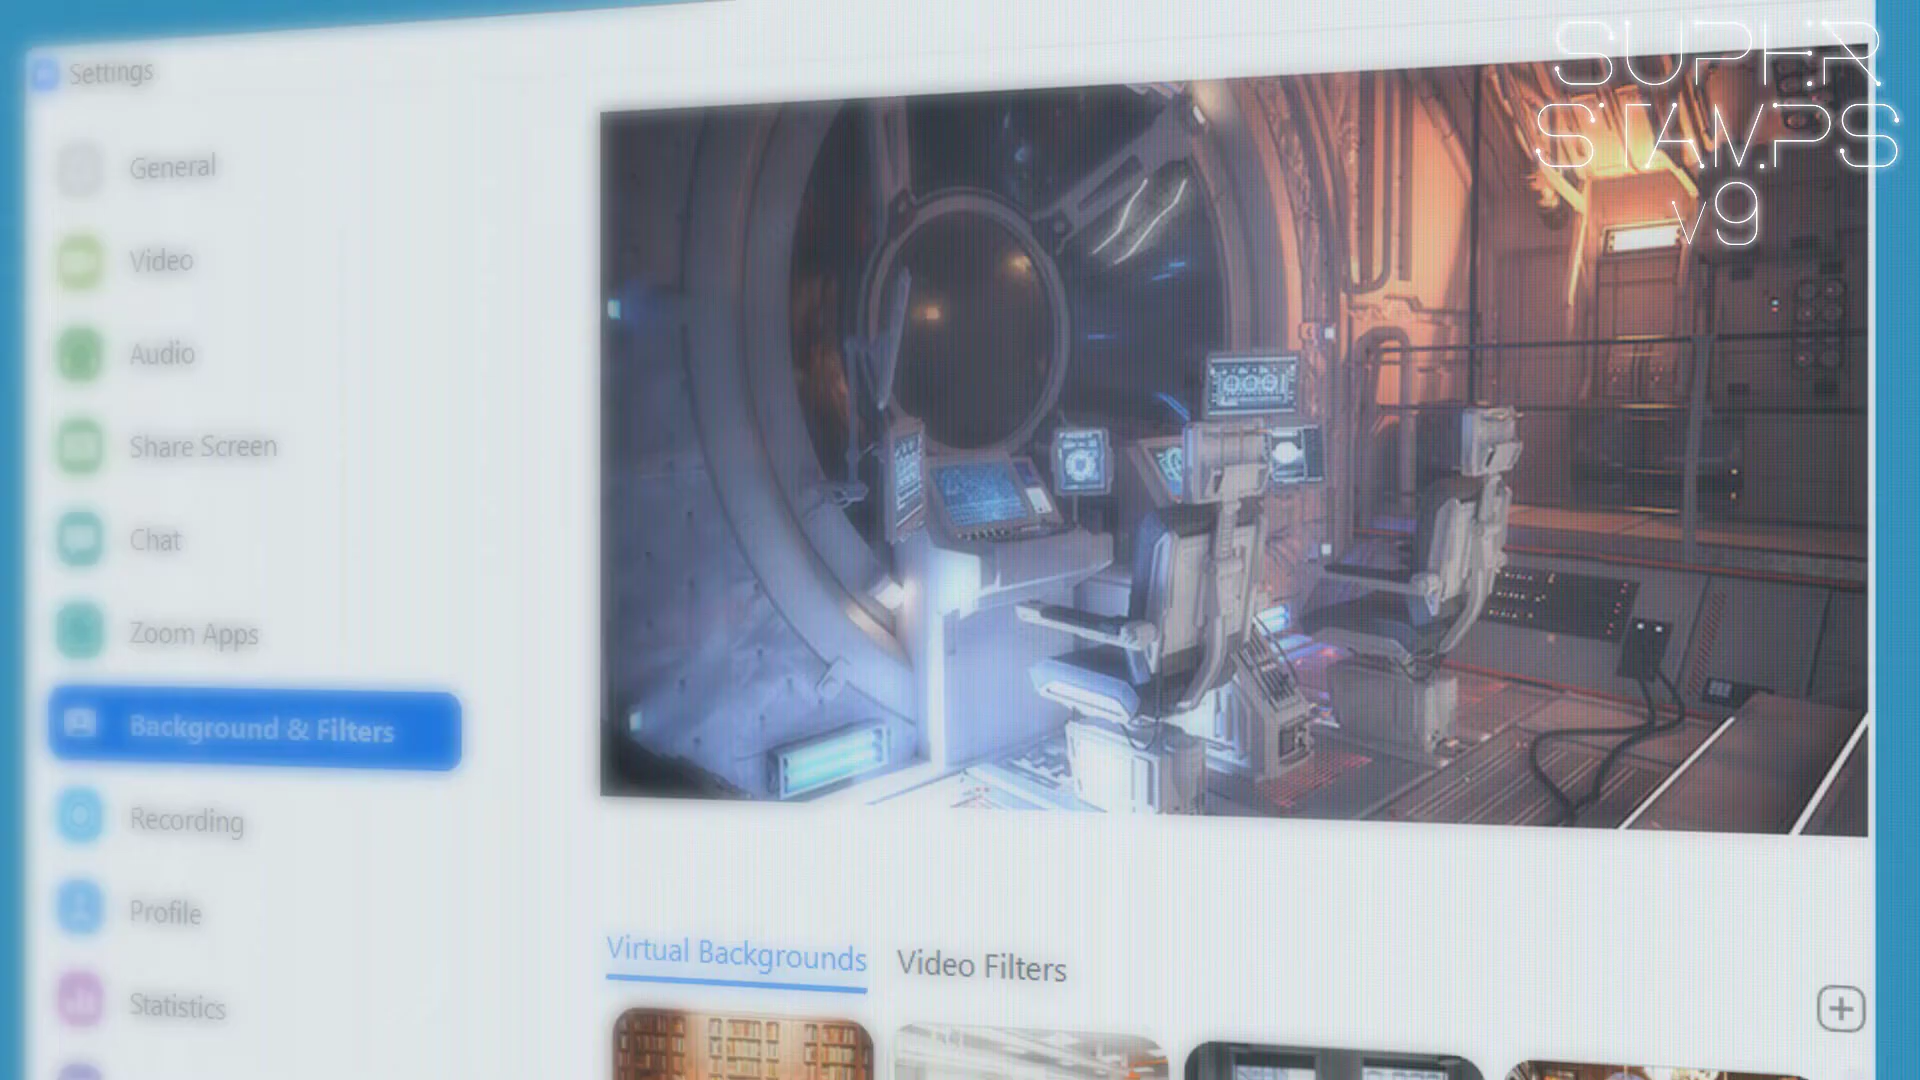 SUPHR
STAMPS
v9
Settings
General
Video
Audio
Share Screen
Chat
Zoom Apps
Background & Filters
Recording
Profile
Statistics
Virtual Backgrounds
Video Filters